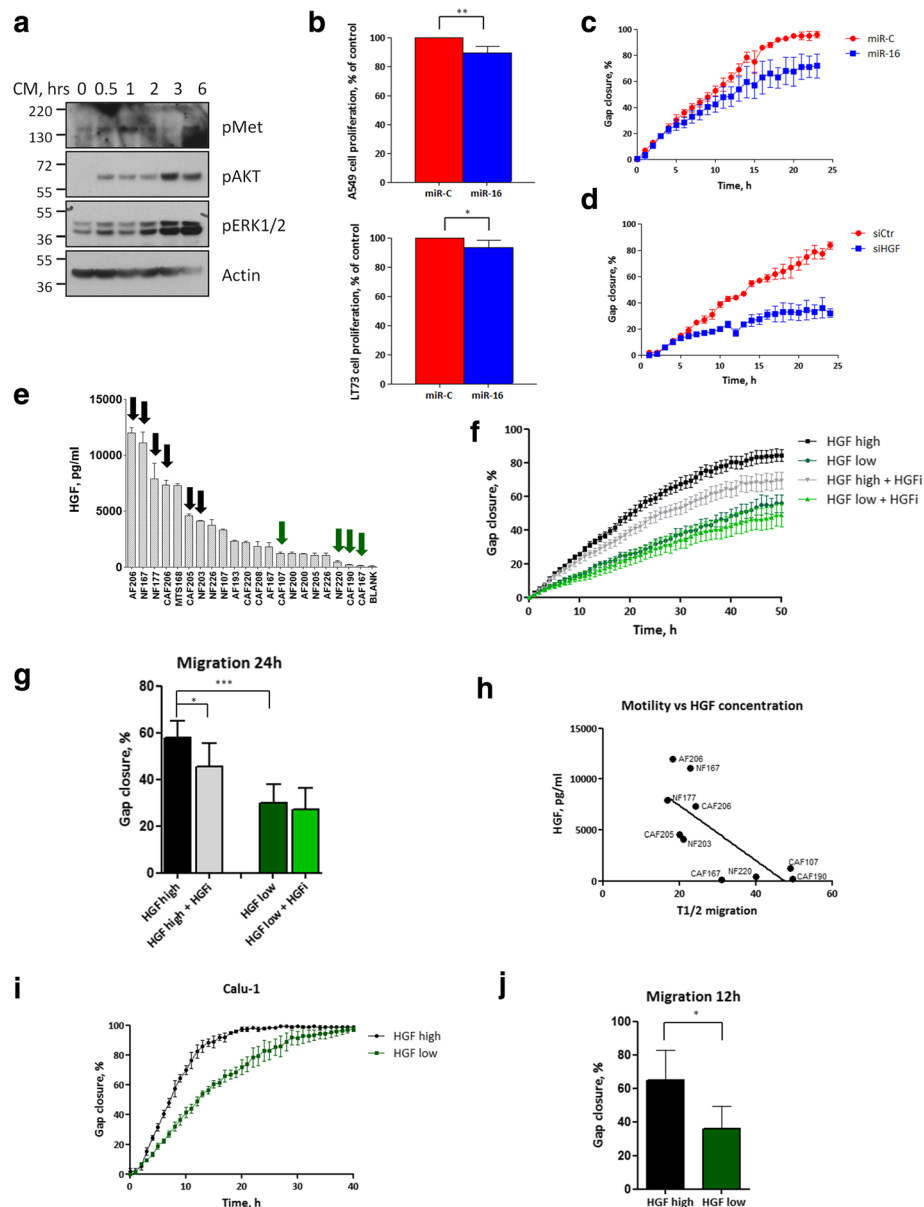 a
CM, hrs 0 0.5 1 2 3 6
220
130
pMet
72
55
pAKT
55
36
pERK1/2
55
36
Actin
b
**
A549 cell proliferation, % of control
100
80
60
40
20
0
miR-C miR-16
*
LT73 cell proliferation, % of control
100
80
60
40
20
0
miR-C miR-16
c
Gap closure, %
100
80
60
40
20
0
0 5 10 15 20 25
Time, h
miR-C
miR-16
d
Gap closure, %
100
80
60
40
20
0
0 5 10 15 20 25
Time, h
siCtr
siHGF
e
HGF, pg/ml
15000
10000
5000
0
AF206 NF167 NF177 CAF206 MTS168 CAF205 NF203 NF226 NF107 AF193 CAF220 CAF208 AF167 CAF107 NF200 AF200 NF205 AF226 NF220 CAF190 CAF167 BLANK
f
Gap closure, %
100
80
60
40
20
0
0 10 20 30 40 50
Time, h
HGF high
HGF low
HGF high + HGFi
HGF low + HGFi
g
Migration 24h
***
*
Gap closure, %
80
60
40
20
0
HGF high
HGF high + HGFi
HGF low
HGF low + HGFi
h
Motility vs HGF concentration
HGF, pg/ml
15000
10000
5000
0
AF206
NF167
NF177
CAF206
CAF205
NF203
CAF107
CAF167
NF220
CAF190
0 20 40 60
T1/2 migration
i
Calu-1
Gap closure, %
100
80
60
40
20
0
0 10 20 30 40
Time, h
HGF high
HGF low
j
Migration 12h
*
Gap closure, %
100
80
60
40
20
0
HGF high HGF low